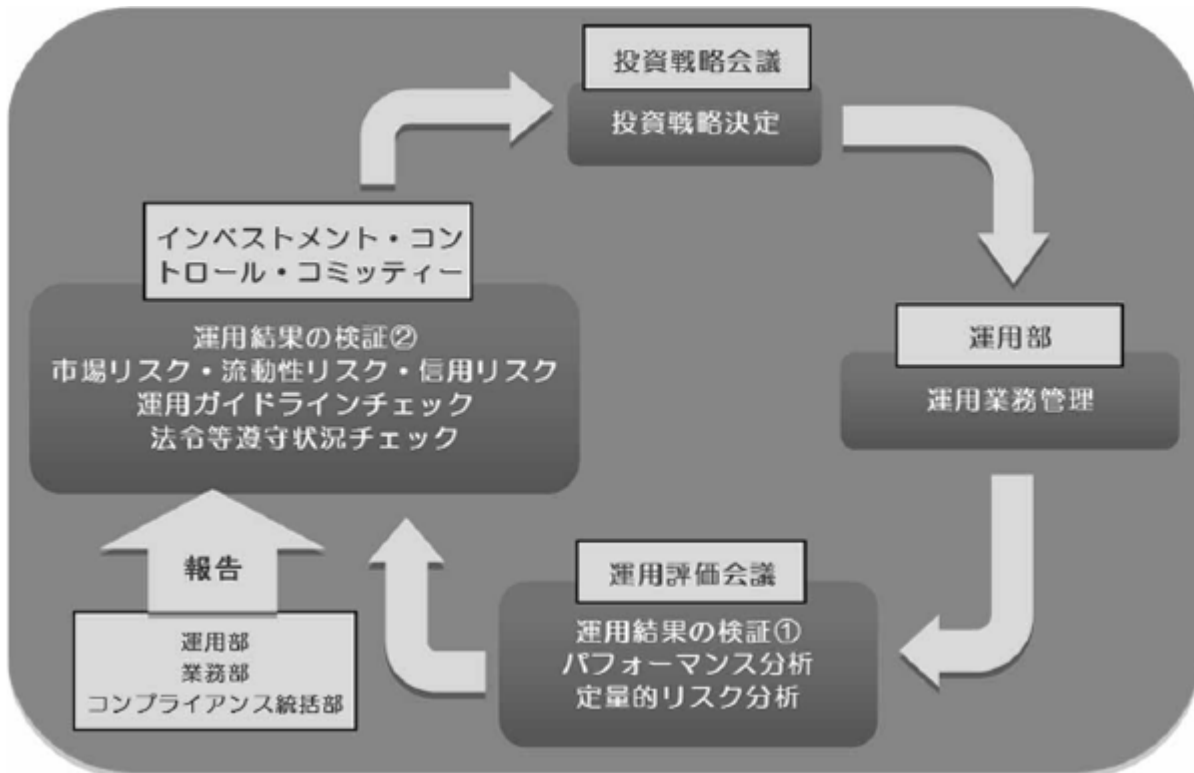 投資戦略会議
投資戦略決定
インベストメント・コン
トロール・コミッティー
運用結果の検証②
市場リスク・流動性リスク・信用リスク
運用ガイドラインチェック
法令等遵守状況チェック
運用部
運用業務管理
報告
運用部
業務部
コンプライアンス統括部
運用評価会議
運用結果の検証①
パフォーマンス分析
定量的リスク分析